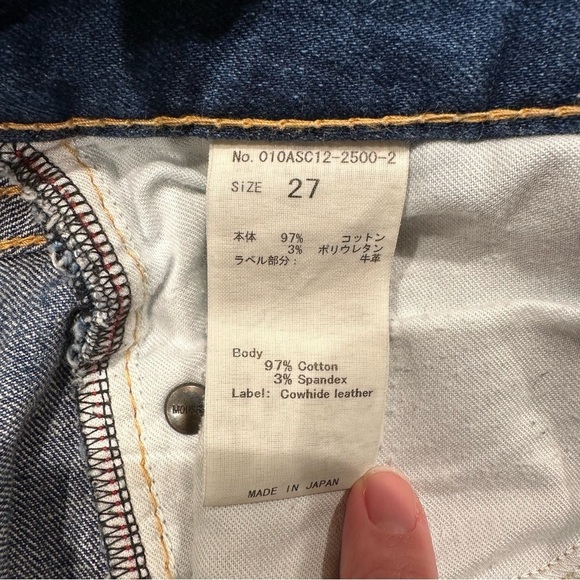 No. 010ASC12-2500-2
SIZE 27
本体 97% コットン
3% ポリウレタン
ラベル部分: 牛革
Body
97% Cotton
3% Spandex
Label: Cowhide leather
MADE IN JAPAN